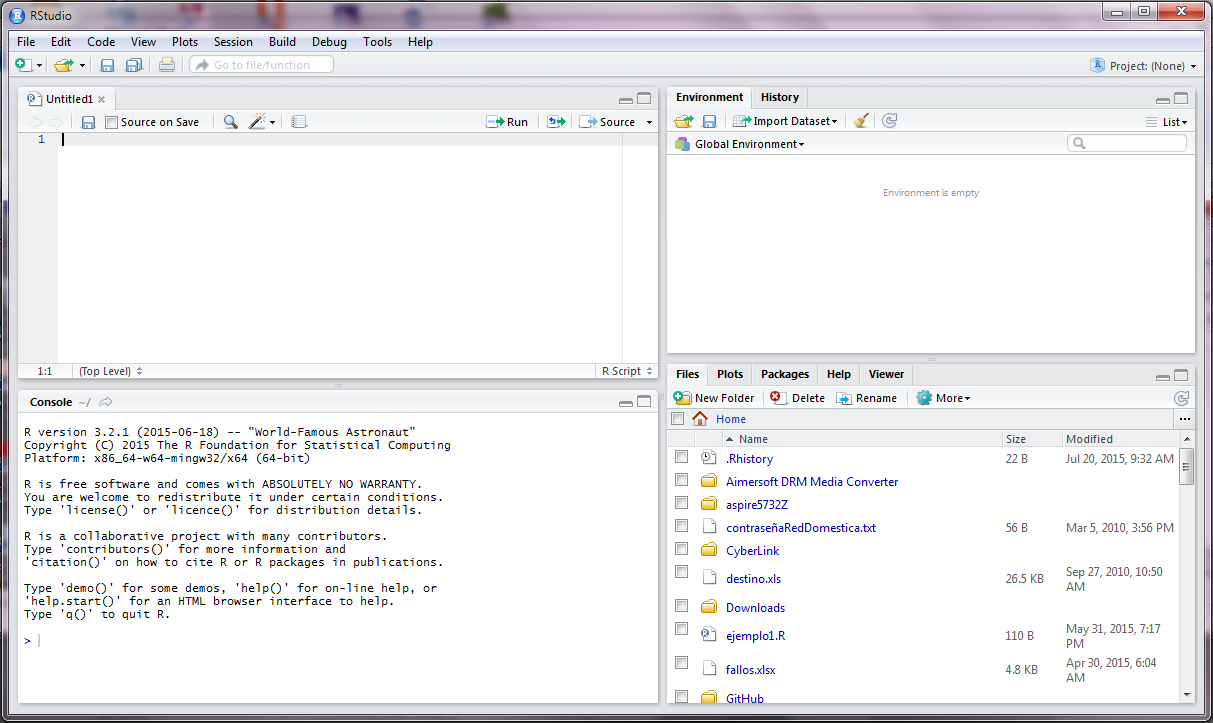 RStudio
File Edit Code View Plots Session Build Debug Tools Help
Go to file/function
Project: (None)
Untitled1
Source on Save
Run
Source
1
1:1
(Top Level)
R Script
Console ~/
R version 3.2.1 (2015-06-18) -- "World-Famous Astronaut"
Copyright (C) 2015 The R Foundation for Statistical Computing
Platform: x86_64-w64-mingw32/x64 (64-bit)
R is free software and comes with ABSOLUTELY NO WARRANTY.
You are welcome to redistribute it under certain conditions.
Type 'license()' or 'licence()' for distribution details.
R is a collaborative project with many contributors.
Type 'contributors()' for more information and
'citation()' on how to cite R or R packages in publications.
Type 'demo()' for some demos, 'help()' for on-line help, or
'help.start()' for an HTML browser interface to help.
Type 'q()' to quit R.
>
Environment History
Import Dataset
List
Global Environment
Environment is empty
Files Plots Packages Help Viewer
New Folder Delete Rename More
Home ...
Name Size Modified
.Rhistory 22 B Jul 20, 2015, 9:32 AM
Aimersoft DRM Media Converter
aspire5732Z
contraseñaRedDomestica.txt 56 B Mar 5, 2010, 3:56 PM
CyberLink
destino.xls 26.5 KB Sep 27, 2010, 10:50 AM
Downloads
ejemplo1.R 110 B May 31, 2015, 7:17 PM
fallos.xlsx 4.8 KB Apr 30, 2015, 6:04 AM
GitHub